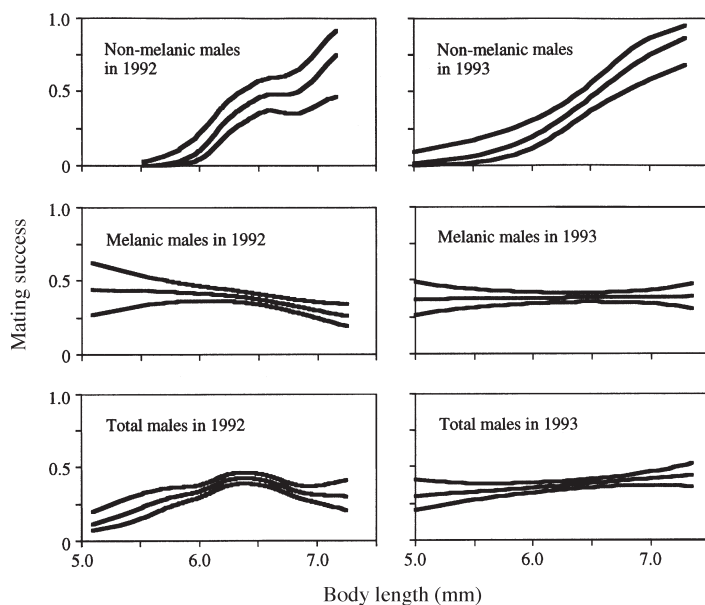 1.0
0.5
0
Non-melanic males
in 1992
Non-melanic males
in 1993
Mating success
1.0
0.5
0
Melanic males in 1992
Melanic males in 1993
1.0
0.5
0
Total males in 1992
Total males in 1993
5.0 6.0 7.0 5.0 6.0 7.0
Body length (mm)